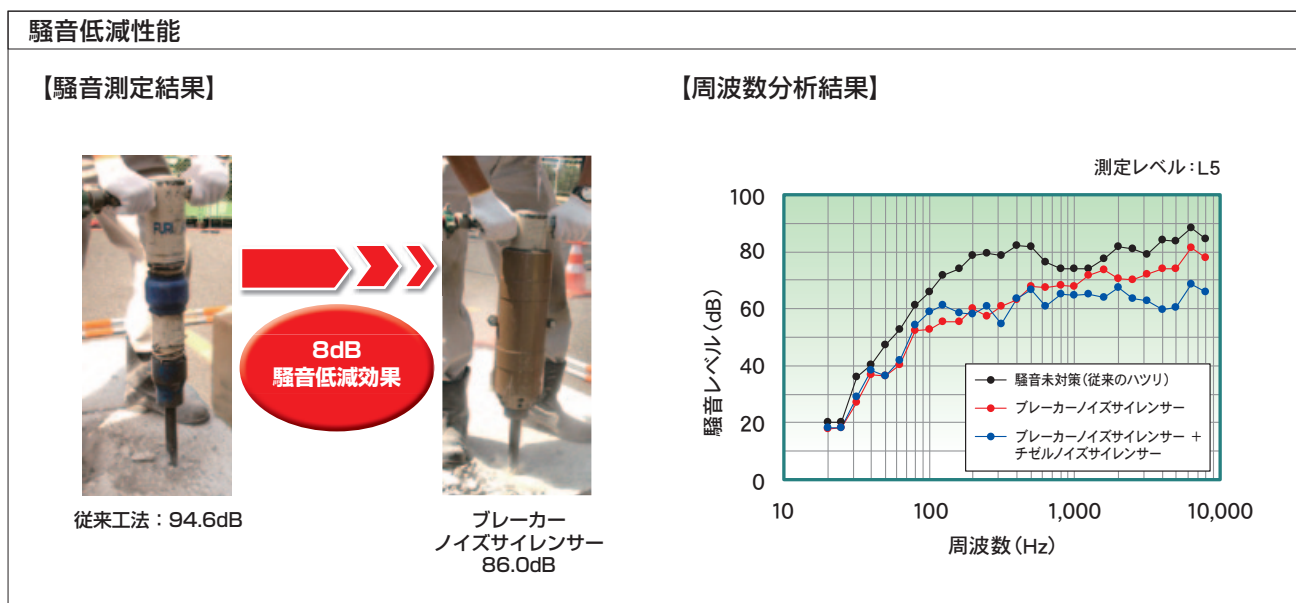 騒音低減性能
【騒音測定結果】
8dB
騒音低減効果
従来工法：94.6dB
ブレーカー
ノイズサイレンサー
86.0dB
【周波数分析結果】
測定レベル：L5
騒音レベル（dB）
100
80
60
40
20
0
10
100
1,000
10,000
周波数（Hz）
騒音未対策（従来のハツリ）
ブレーカーノイズサイレンサー
ブレーカーノイズサイレンサー +
チゼルノイズサイレンサー